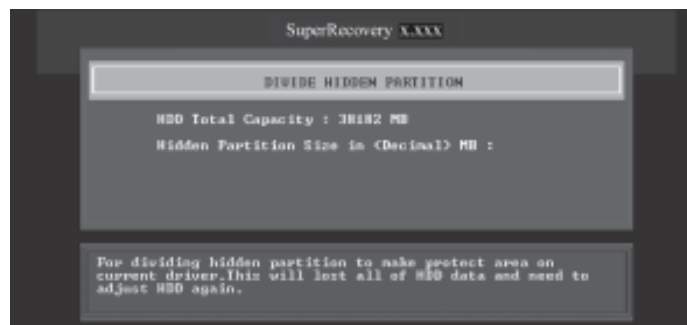 SuperRecovery X.XXX
DIVIDE HIDDEN PARTITION
HDD Total Capacity : 38182 MB
Hidden Partition Size in <Decimal> MB :
For dividing hidden partition to make protect area on
current driver.This will lost all of HDD data and need to
adjust HDD again.